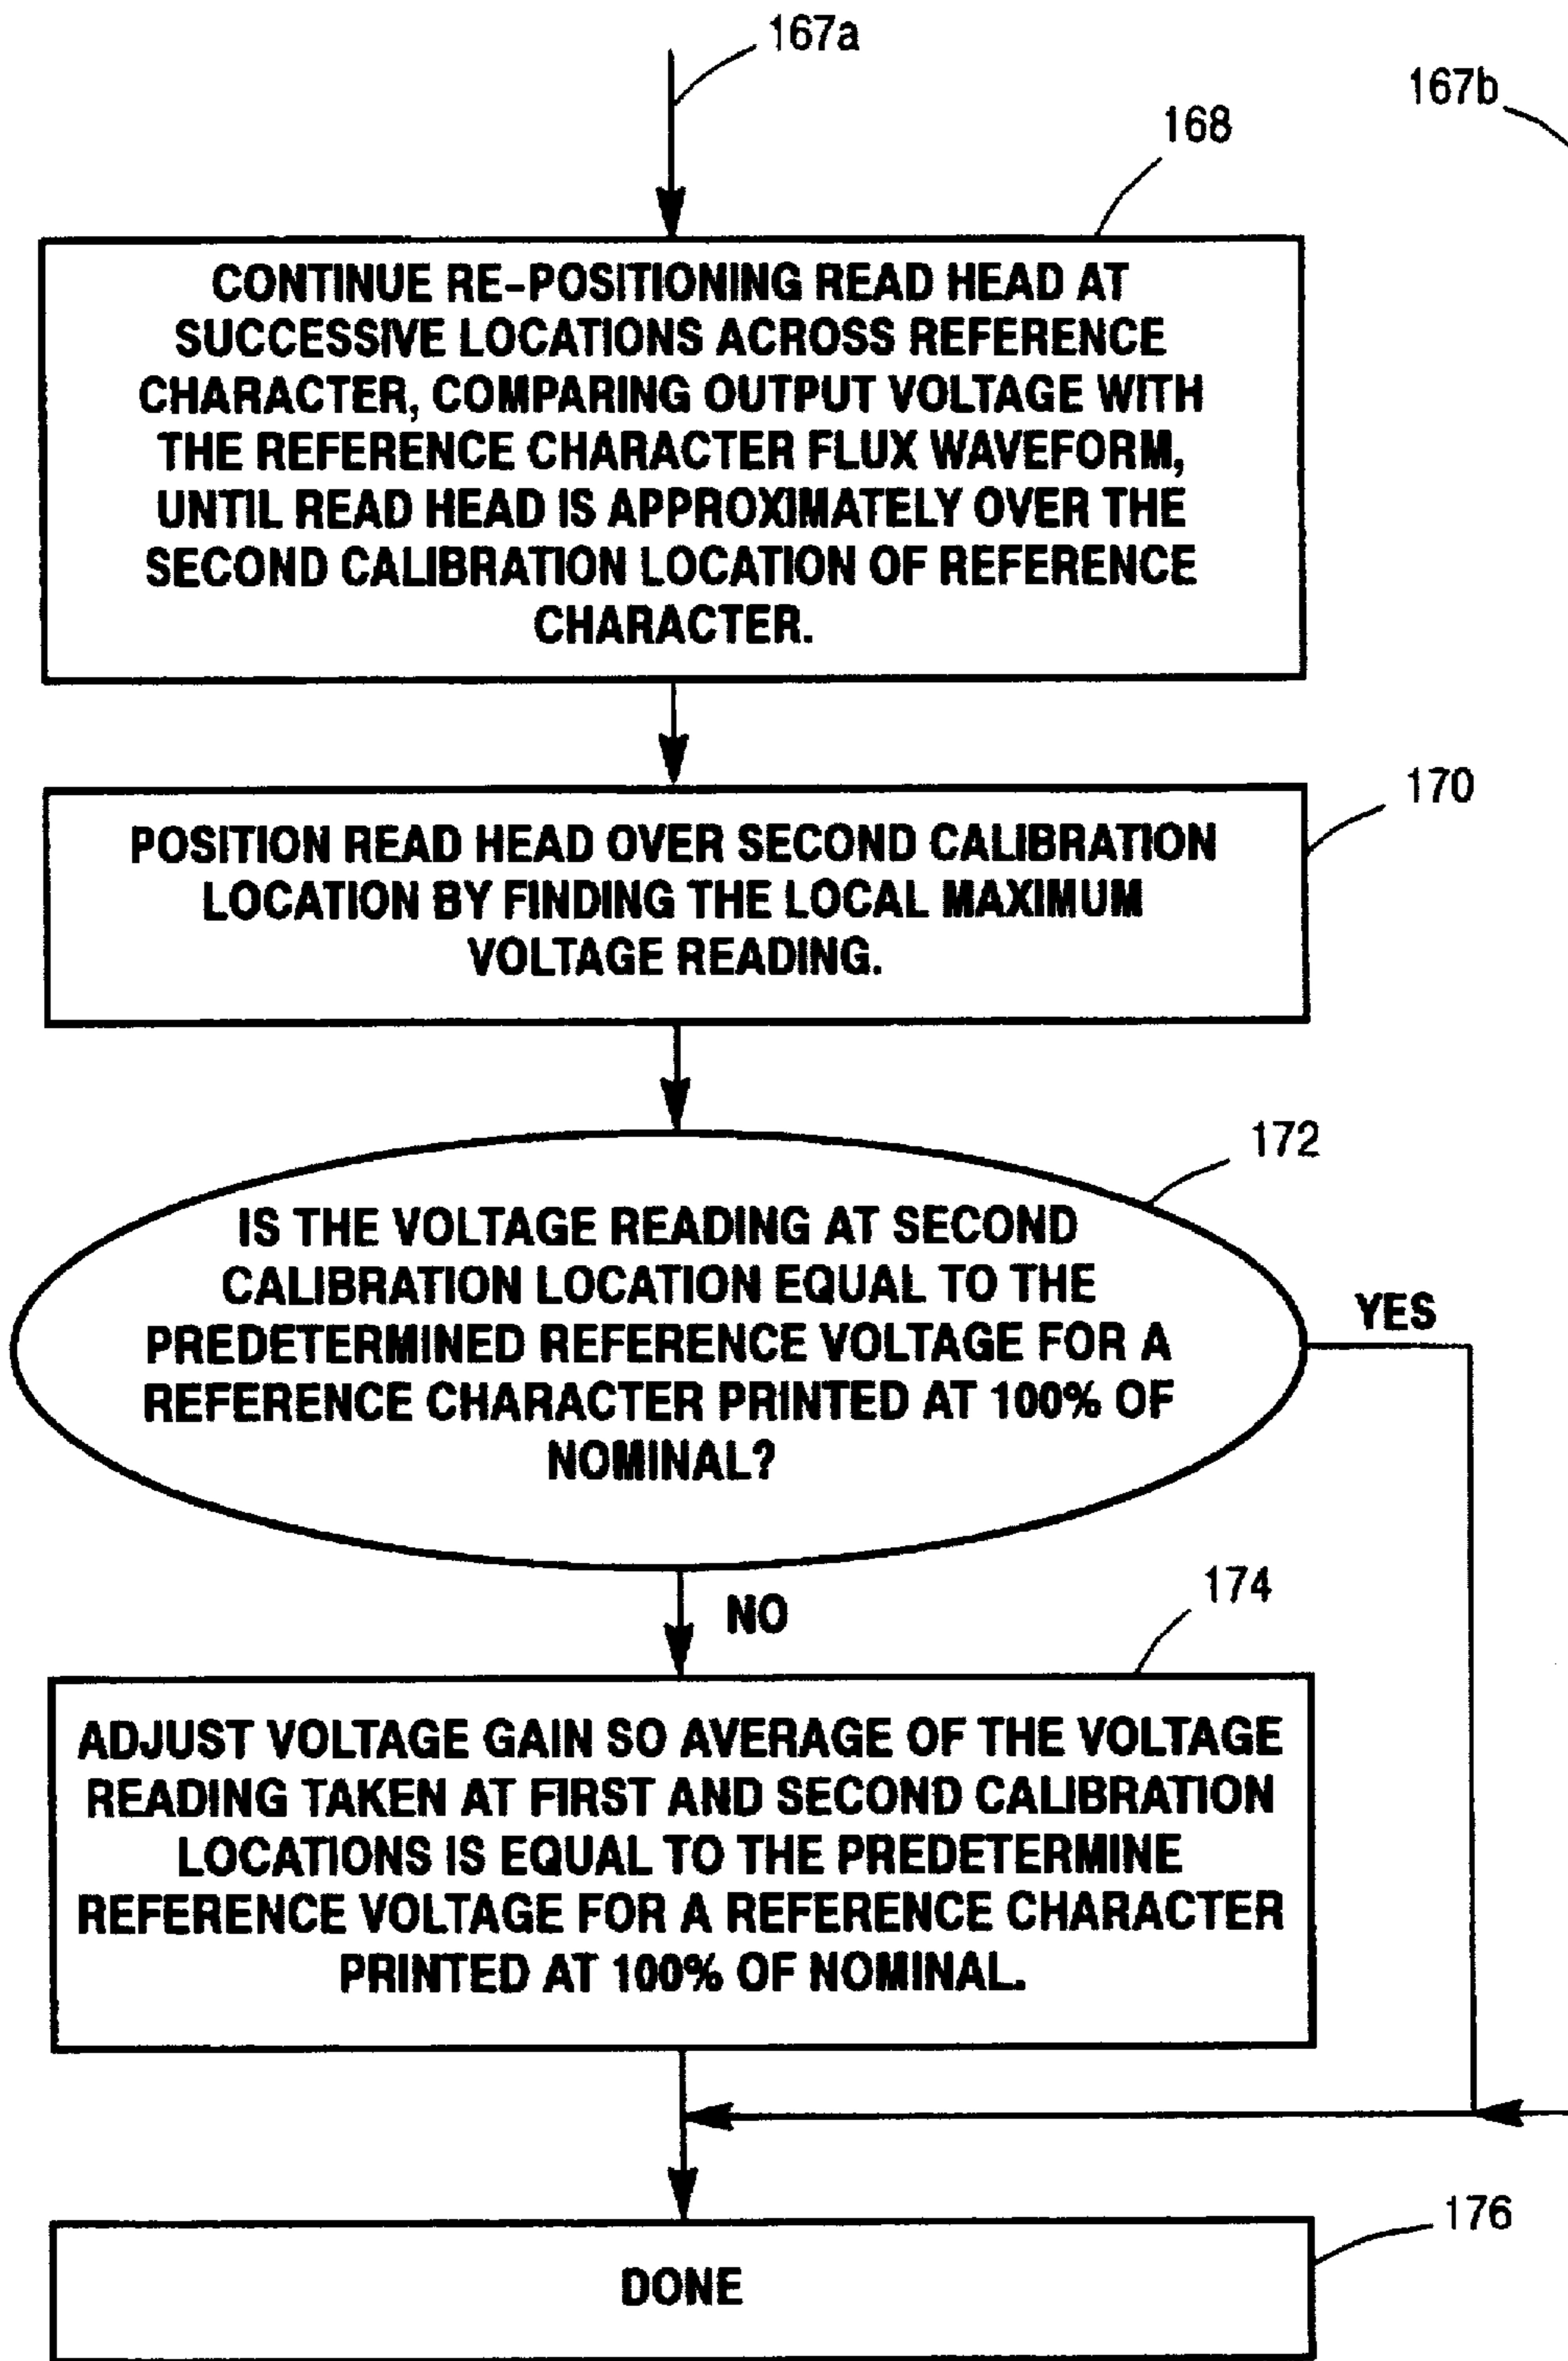 167a
167b
168
CONTINUE RE-POSITIONING READ HEAD AT
SUCCESSIVE LOCATIONS ACROSS REFERENCE
CHARACTER, COMPARING OUTPUT VOLTAGE WITH
THE REFERENCE CHARACTER FLUX WAVEFORM,
UNTIL READ HEAD IS APPROXIMATELY OVER THE
SECOND CALIBRATION LOCATION OF REFERENCE
CHARACTER.
170
POSITION READ HEAD OVER SECOND CALIBRATION
LOCATION BY FINDING THE LOCAL MAXIMUM
VOLTAGE READING.
172
IS THE VOLTAGE READING AT SECOND
CALIBRATION LOCATION EQUAL TO THE
PREDETERMINED REFERENCE VOLTAGE FOR A
REFERENCE CHARACTER PRINTED AT 100% OF
NOMINAL?
YES
NO
174
ADJUST VOLTAGE GAIN SO AVERAGE OF THE VOLTAGE
READING TAKEN AT FIRST AND SECOND CALIBRATION
LOCATIONS IS EQUAL TO THE PREDETERMINE
REFERENCE VOLTAGE FOR A REFERENCE CHARACTER
PRINTED AT 100% OF NOMINAL.
176
DONE